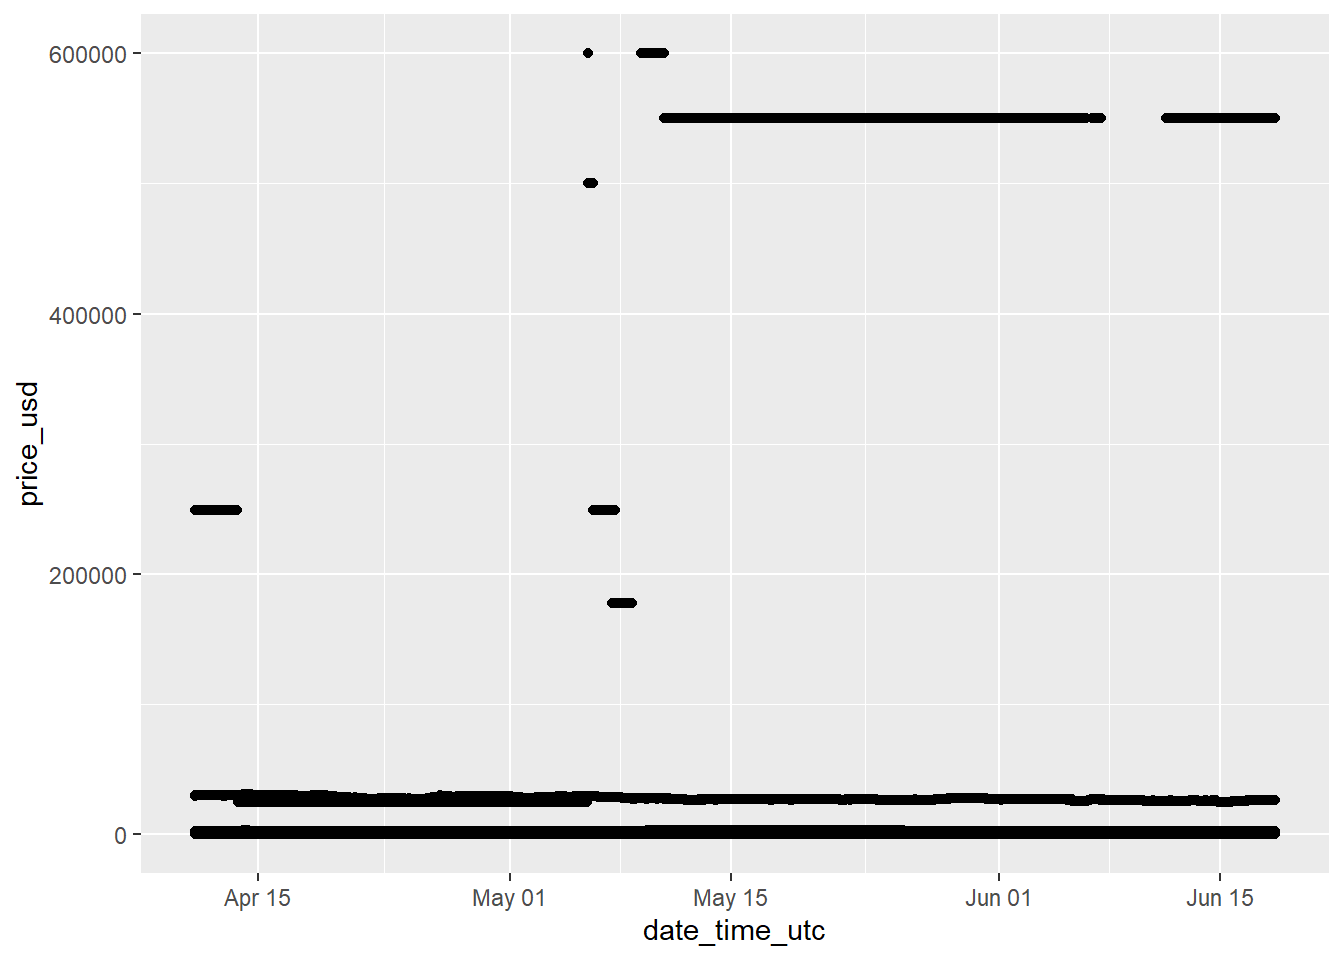 600000
400000
200000
0
price_usd
Apr 15
May 01
May 15
Jun 01
Jun 15
date_time_utc